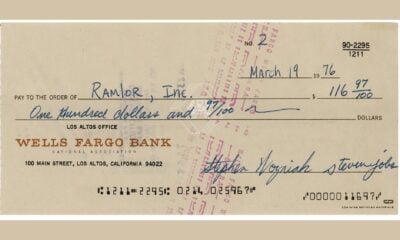 NO. 2
90-2295
1211
March 19 1976
PAY TO THE ORDER OF Ramlor, Inc. $ 116 97/100
One Hundred dollars and 97/100 DOLLARS
LOS ALTOS OFFICE
WELLS FARGO BANK
NATIONAL ASSOCIATION
100 MAIN STREET, LOS ALTOS, CALIFORNIA 94022
Stephen Wozniak steven jobs
1211 2295 0214 025967 0000011697